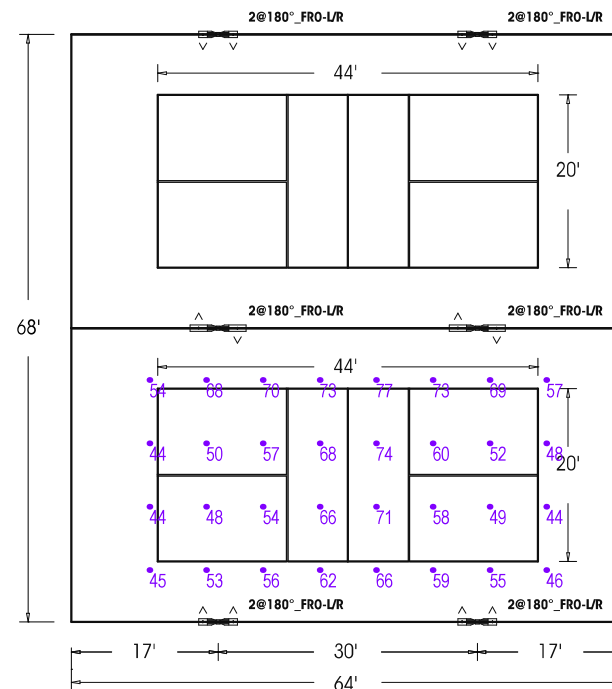 2@180°_FRO-L/R 2@180°_FRO-L/R
44'
20'
2@180°_FRO-L/R 2@180°_FRO-L/R
68'
44'
54 68 70 73 77 73 69 57
44 50 57 68 74 60 52 48
20'
44 48 54 66 71 58 49 44
45 53 56 62 66 59 55 46
2@180°_FRO-L/R 2@180°_FRO-L/R
17' 30' 17'
64'